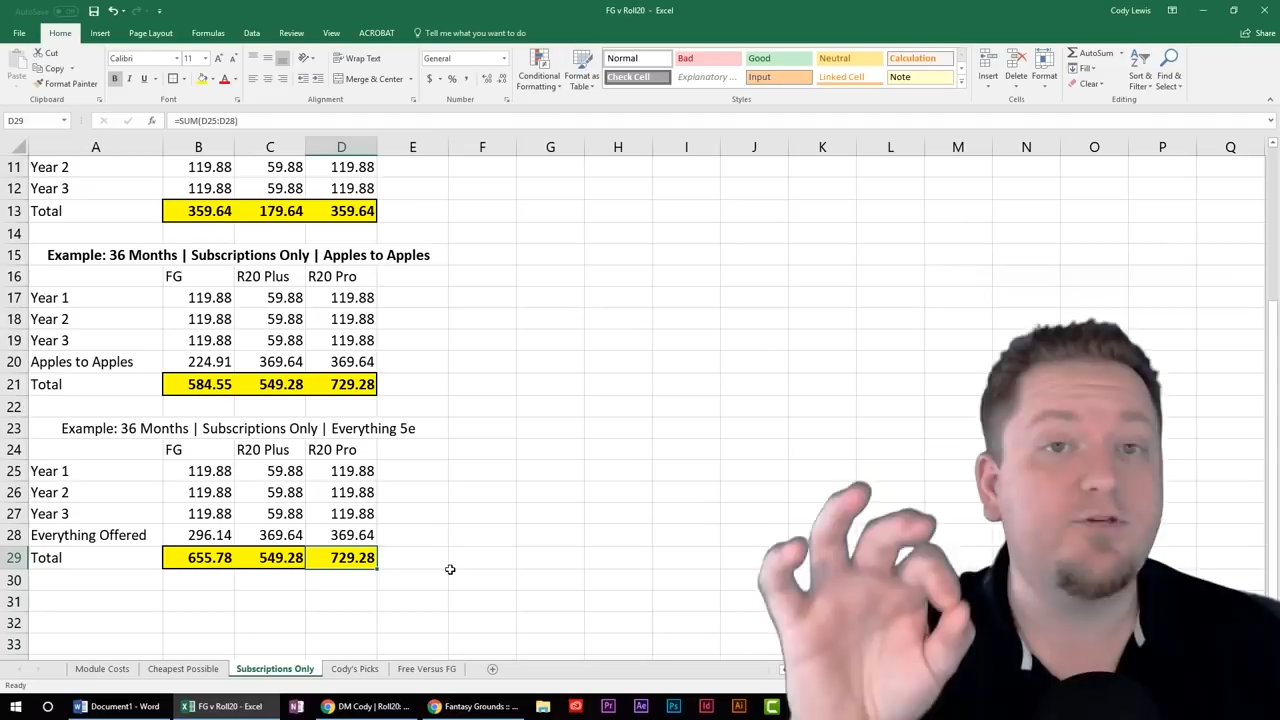 AutoSave
FG v Roll20 - Excel
Cody Lewis
File Home Insert Page Layout Formulas Data Review View ACROBAT Tell me what you want to do
Share
Paste
Cut
Copy
Format Painter
Calibri 11
B I U
Wrap Text
Merge & Center
General
$ %
Conditional Formatting
Format as Table
Normal Bad Good Neutral Calculation
Check Cell Explanatory ... Input Linked Cell Note
Insert Delete Format
AutoSum
Fill
Clear
Sort & Filter
Find & Select
Clipboard Font Alignment Number Styles Cells Editing
D29 fx =SUM(D25:D28)
A B C D E F G H I J K L M N O P Q
11 Year 2 119.88 59.88 119.88
12 Year 3 119.88 59.88 119.88
13 Total 359.64 179.64 359.64
14
15 Example: 36 Months | Subscriptions Only | Apples to Apples
16 FG R20 Plus R20 Pro
17 Year 1 119.88 59.88 119.88
18 Year 2 119.88 59.88 119.88
19 Year 3 119.88 59.88 119.88
20 Apples to Apples 224.91 369.64 369.64
21 Total 584.55 549.28 729.28
22
23 Example: 36 Months | Subscriptions Only | Everything 5e
24 FG R20 Plus R20 Pro
25 Year 1 119.88 59.88 119.88
26 Year 2 119.88 59.88 119.88
27 Year 3 119.88 59.88 119.88
28 Everything Offered 296.14 369.64 369.64
29 Total 655.78 549.28 729.28
30
31
32
33
Module Costs Cheapest Possible Subscriptions Only Cody's Picks Free Versus FG
Ready
Document1 - Word FG v Roll20 - Excel DM Cody | Roll20: ... Fantasy Grounds :: ... Pr Ae Ps Id Ai